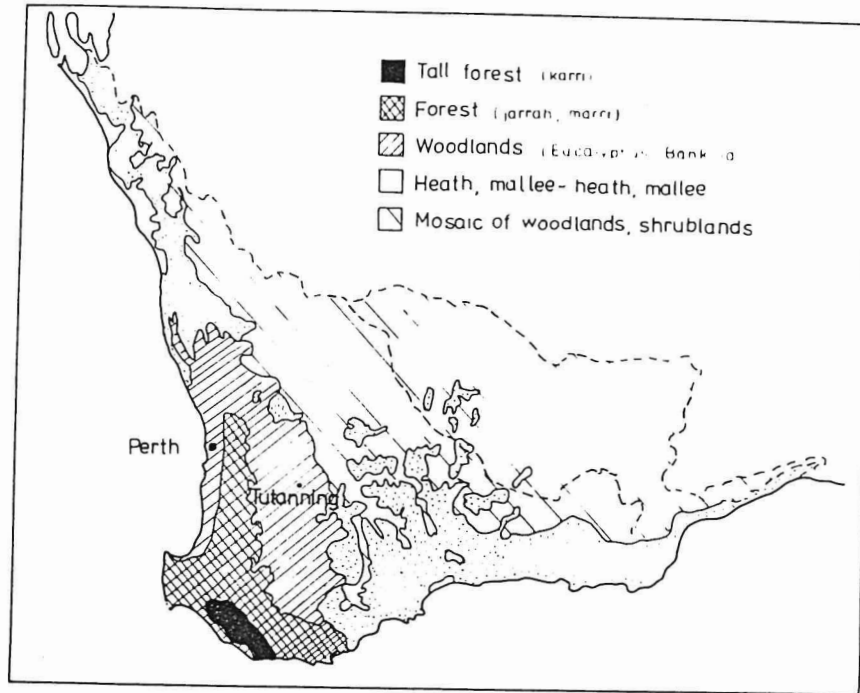 Tall forest (karri)
Forest (jarrah, marri)
Woodlands
Heath, mallee-heath, mallee
Mosaic of woodlands, shrublands
Perth
Tutanning